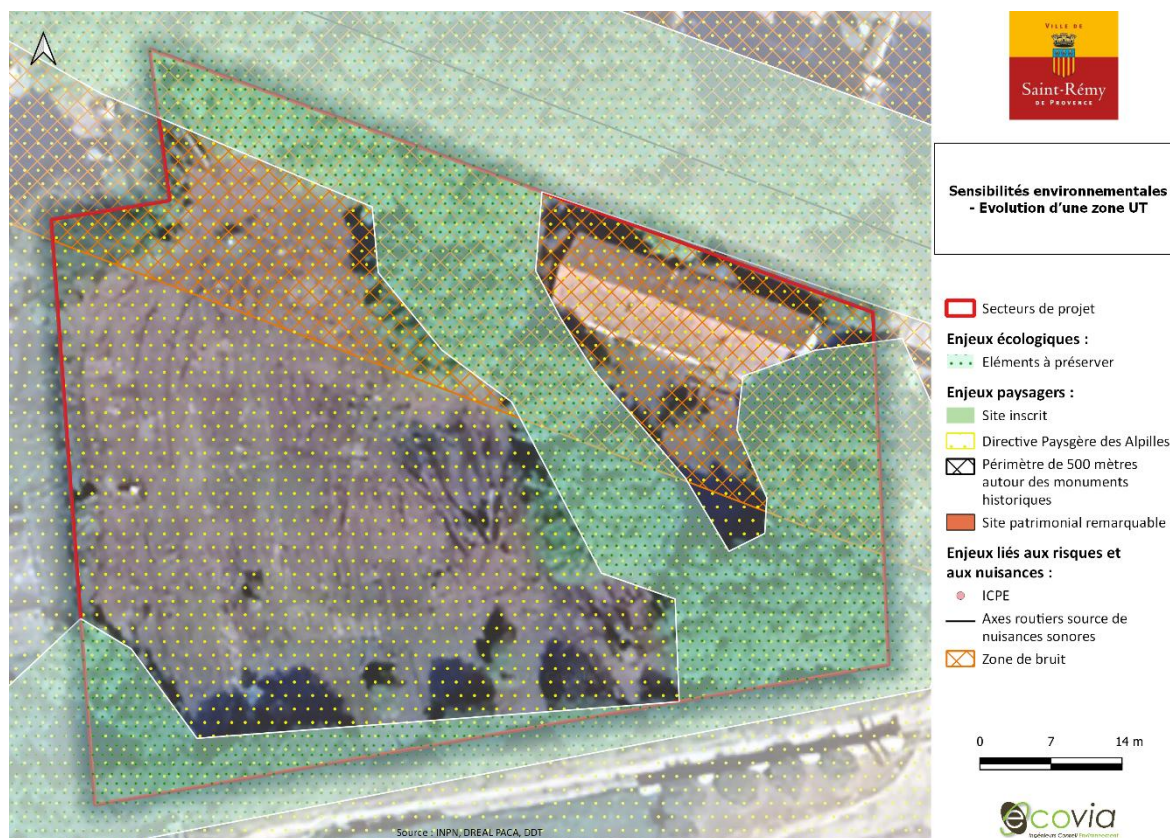 VILLE DE
Saint-Rémy
DE PROVENCE
Sensibilités environnementales
- Evolution d'une zone UT
Secteurs de projet
Enjeux écologiques :
Eléments à préserver
Enjeux paysagers :
Site inscrit
Directive Paysgère des Alpilles
Périmètre de 500 mètres
autour des monuments
historiques
Site patrimonial remarquable
Enjeux liés aux risques et
aux nuisances :
ICPE
Axes routiers source de
nuisances sonores
Zone de bruit
0 7 14 m
ecovia
Ingénieurs Conseil Environnement
Source : INPN, DREAL PACA, DDT